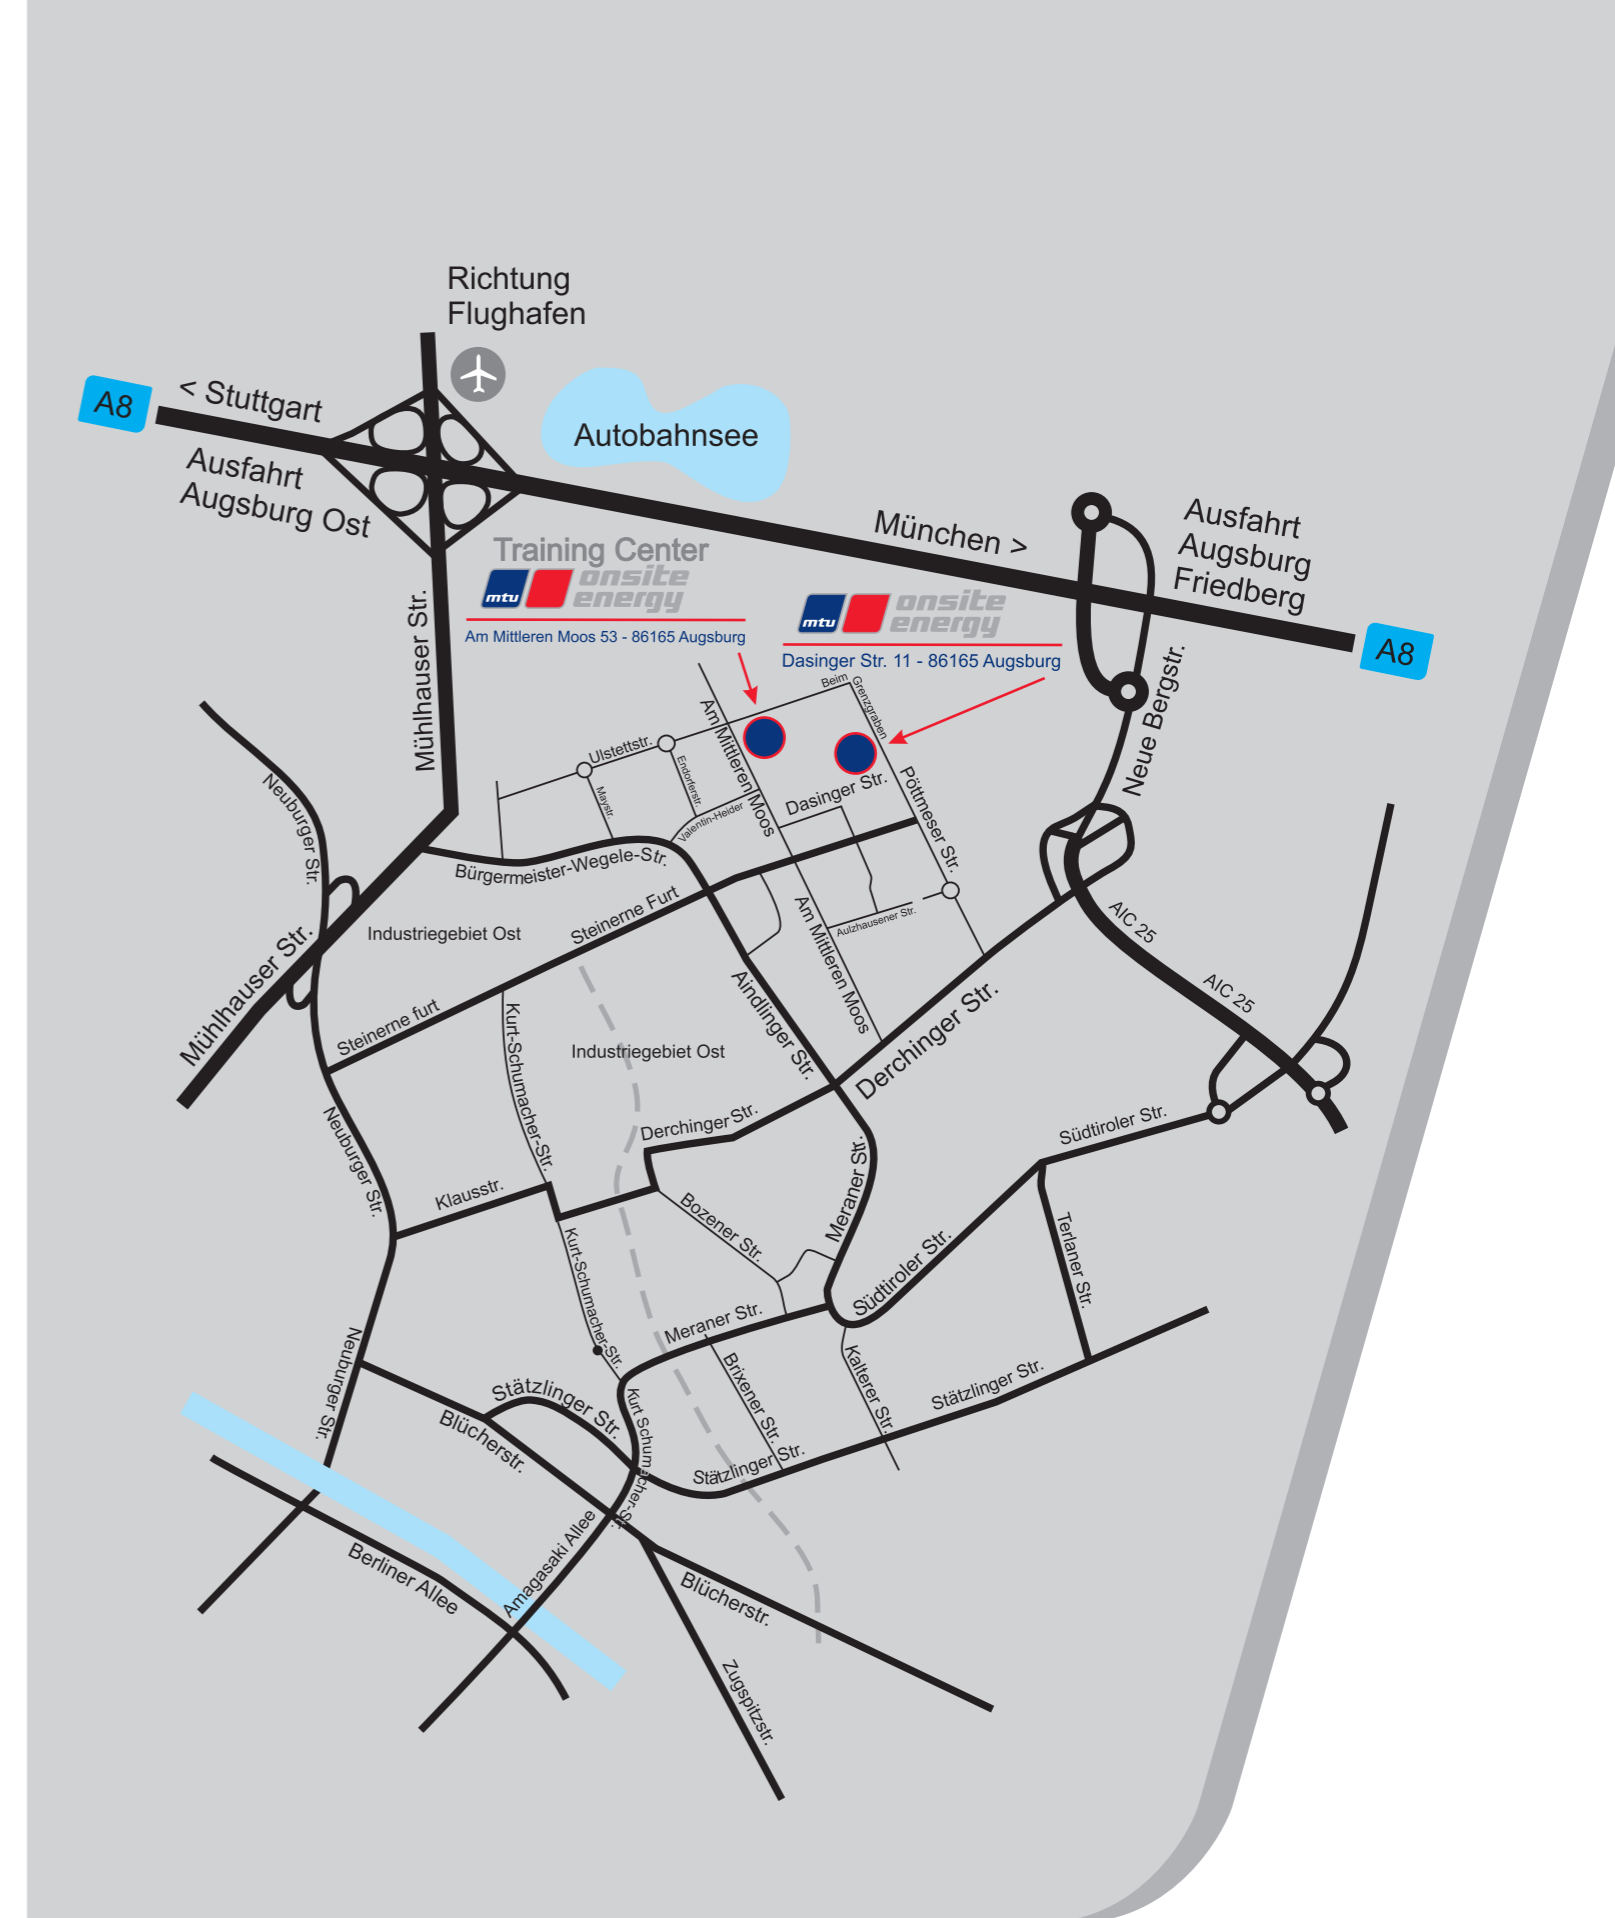 Richtung
Flughafen
A8
< Stuttgart
Ausfahrt
Augsburg Ost
Autobahnsee
München >
Ausfahrt
Augsburg
Friedberg
A8
Training Center
mtu onsite
energy
Am Mittleren Moos 53 - 86165 Augsburg
mtu onsite
energy
Dasinger Str. 11 - 86165 Augsburg
Mühlhauser Str.
Neue Bergstr.
Beim
Grenzgraben
Am Mittleren Moos
Ulstettstr.
Endorferstr.
Maystr.
Valentin-Heider
Dasinger Str.
Pöttmeser Str.
Neuburger Str.
Bürgermeister-Wegele-Str.
Steinerne Furt
Industriegebiet Ost
Mühlhauser Str.
Am Mittleren Moos
Aulzhausener Str.
AIC 25
AIC 25
Steinerne furt
Kurt-Schumacher-Str.
Industriegebiet Ost
Aindlinger Str.
Derchinger Str.
Derchinger Str.
Südtiroler Str.
Neuburger Str.
Klausstr.
Bozener Str.
Meraner Str.
Südtiroler Str.
Terlaner Str.
Kurt-Schumacher-Str.
Meraner Str.
Brixener Str.
Kalterer Str.
Stätzlinger Str.
Neuburger Str.
Stätzlinger Str.
Blücherstr.
Kurt Schumacher-Str.
Stätzlinger Str.
Amagasaki Allee
Berliner Allee
Blücherstr.
Zugspitzstr.